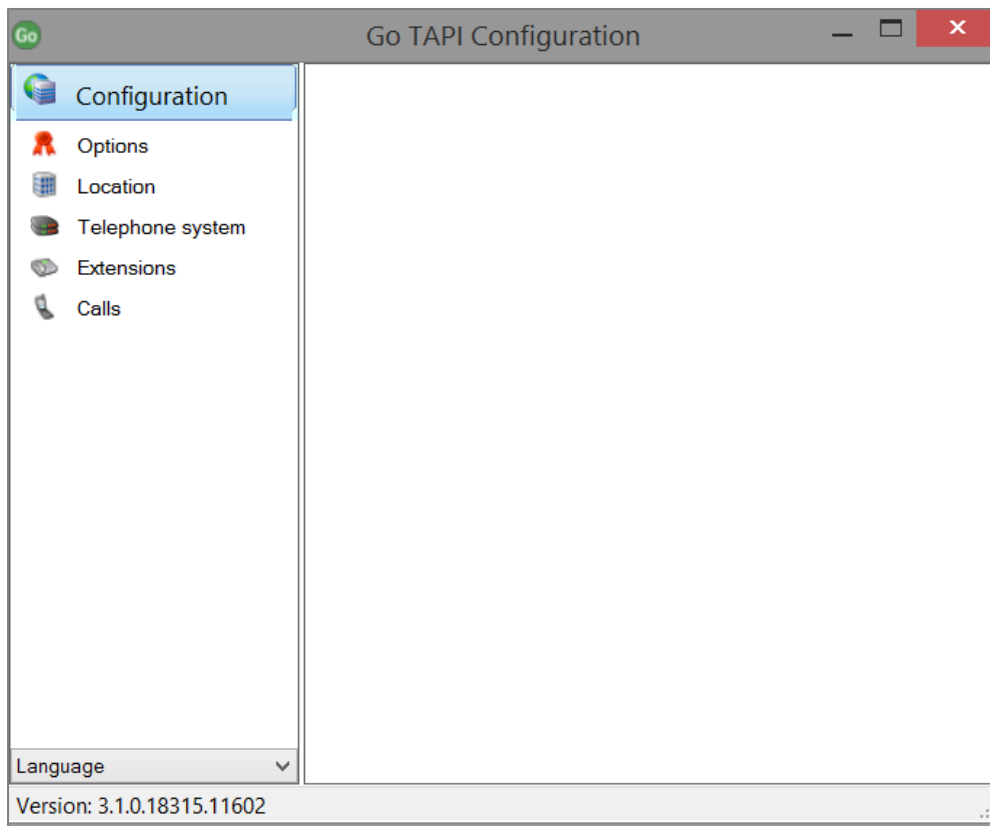 Go Go TAPI Configuration
Configuration
Options
Location
Telephone system
Extensions
Calls
Language
Version: 3.1.0.18315.11602